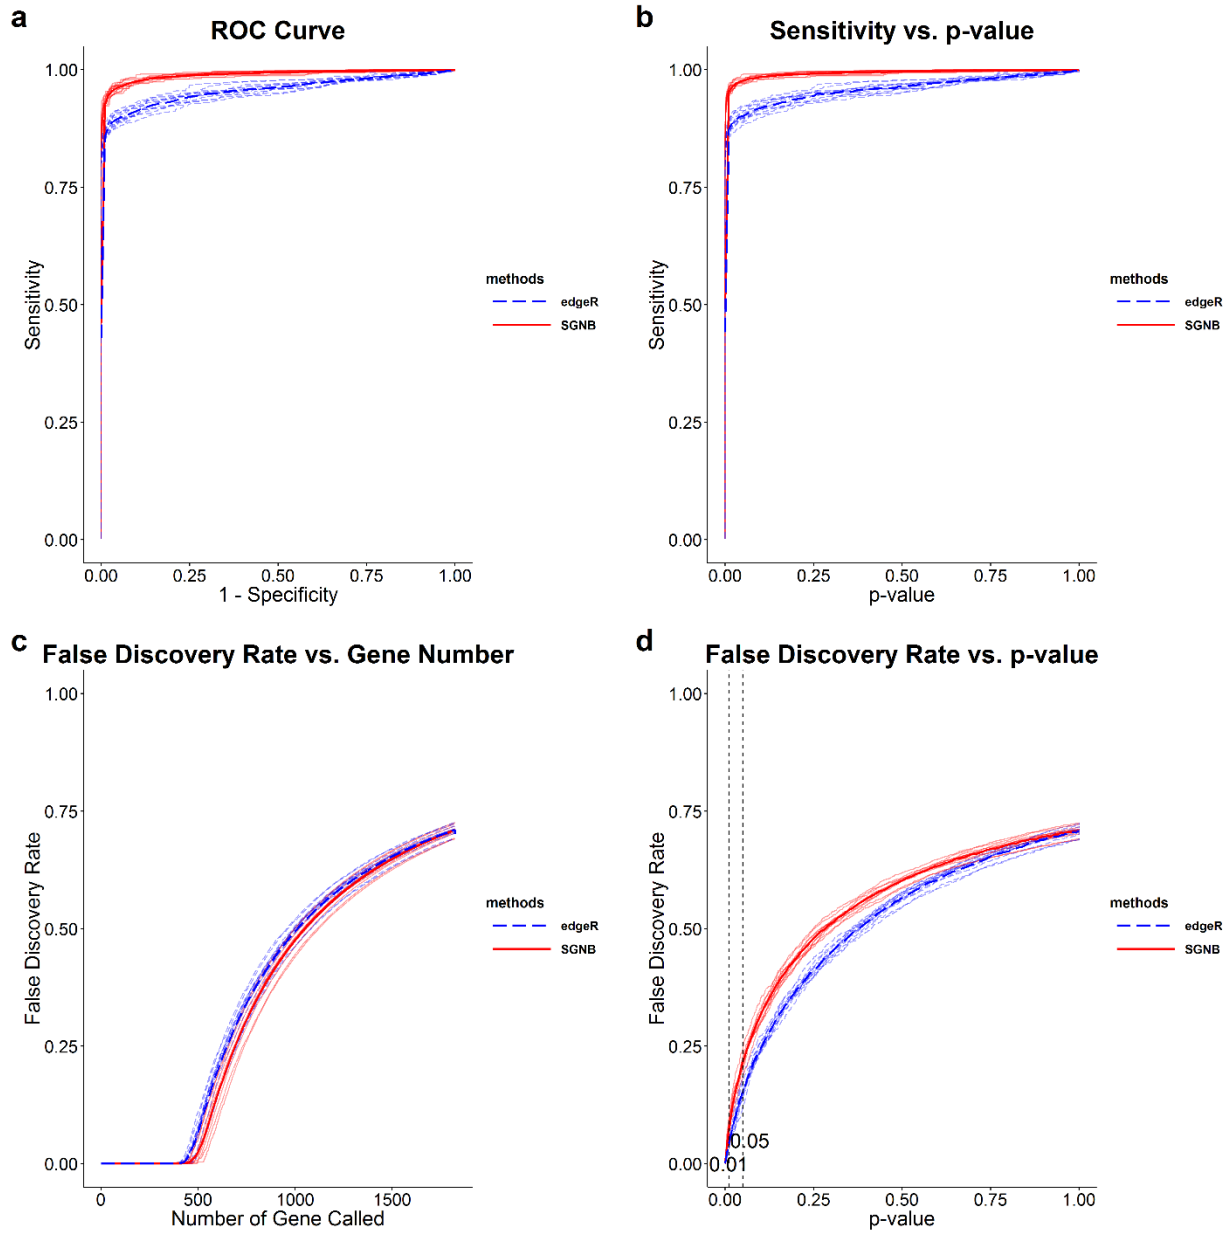 a
ROC Curve
1.00
0.75
0.50
0.25
0.00
Sensitivity
0.00 0.25 0.50 0.75 1.00
1 - Specificity
methods
edgeR
SGNB
b
Sensitivity vs. p-value
1.00
0.75
0.50
0.25
0.00
Sensitivity
0.00 0.25 0.50 0.75 1.00
p-value
methods
edgeR
SGNB
c
False Discovery Rate vs. Gene Number
1.00
0.75
0.50
0.25
0.00
False Discovery Rate
0 500 1000 1500
Number of Gene Called
methods
edgeR
SGNB
d
False Discovery Rate vs. p-value
1.00
0.75
0.50
0.25
0.00
False Discovery Rate
0.05
0.01
0.00 0.25 0.50 0.75 1.00
p-value
methods
edgeR
SGNB